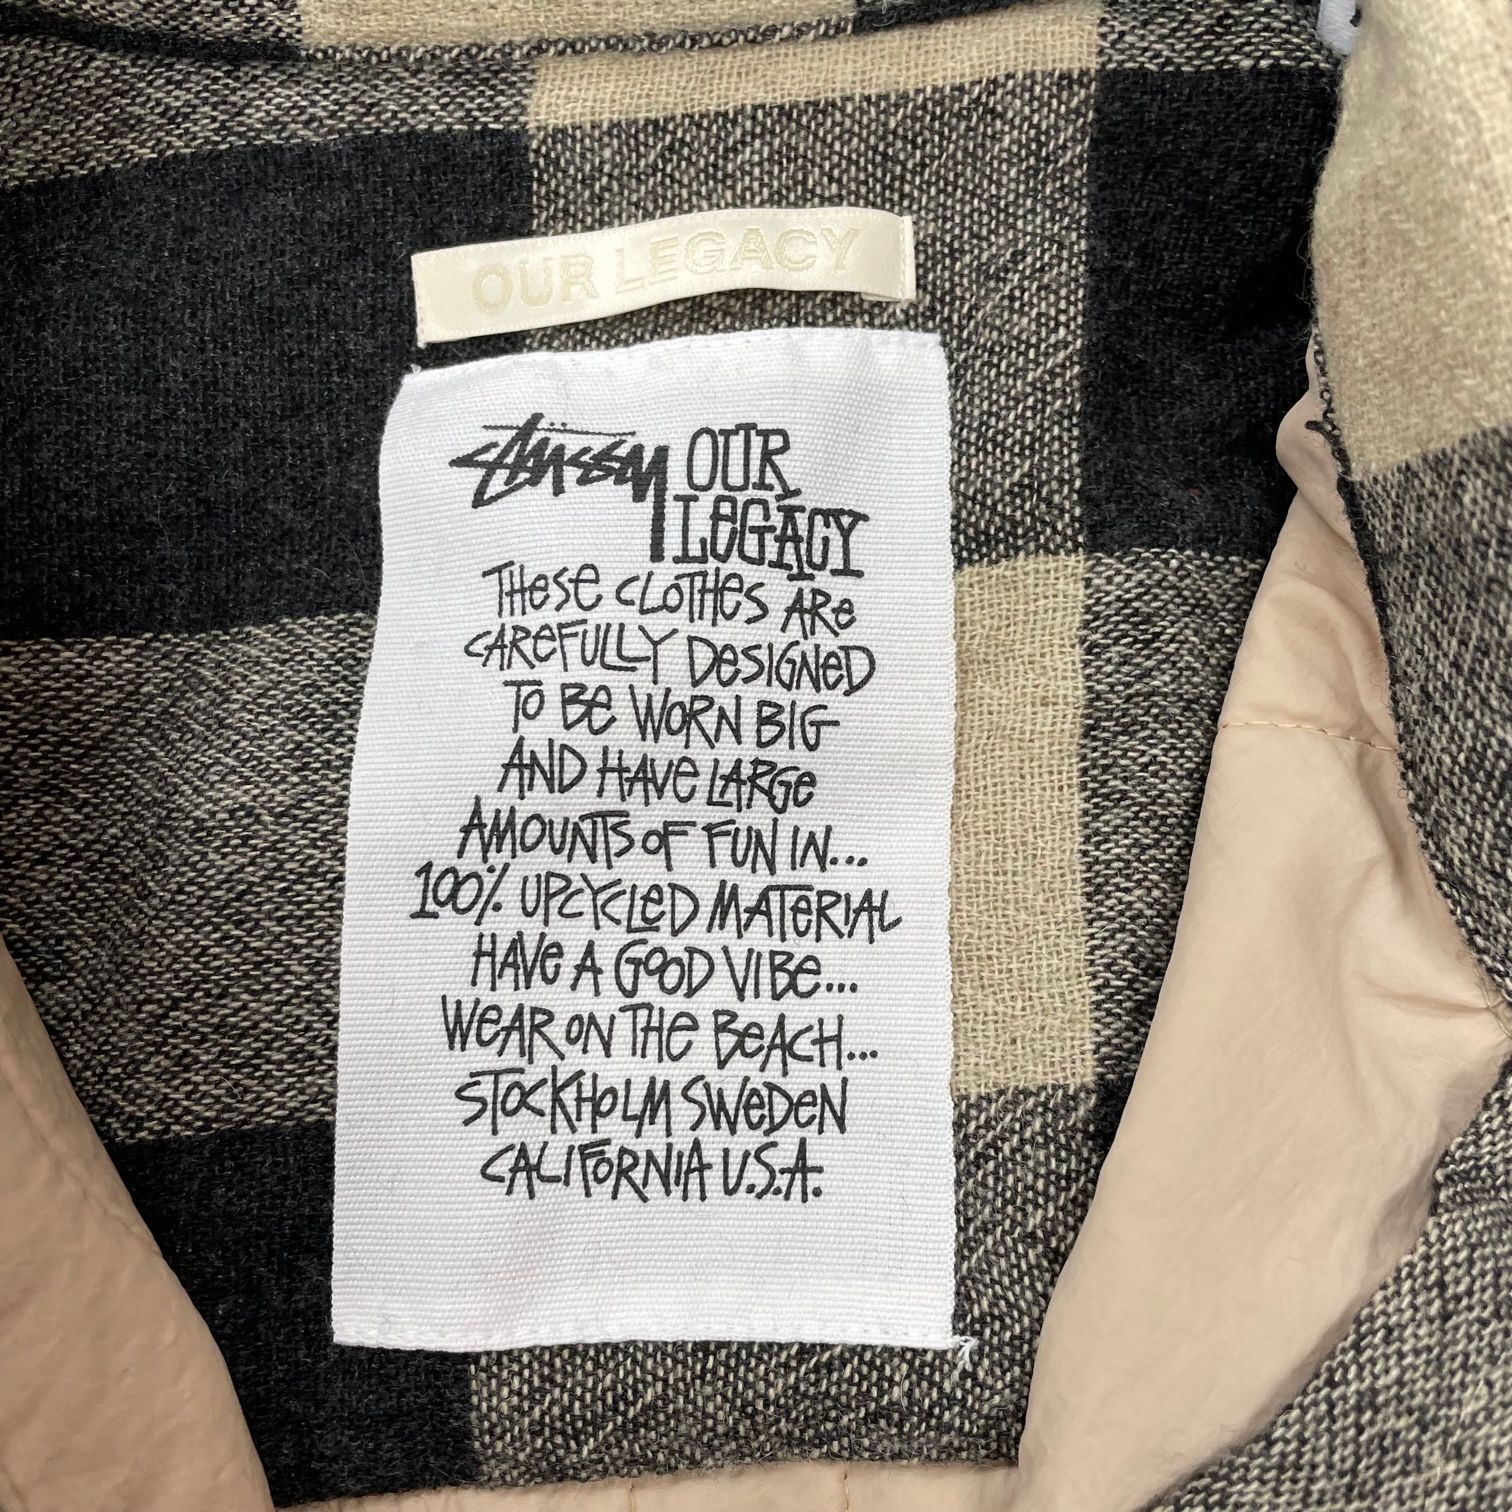 OUR LEGACY
Stüssy OUR
LEGACY
THESE CLOTHES ARE
CAREFULLY DESIGNED
TO BE WORN BIG
AND HAVE LARGE
AMOUNTS OF FUN IN...
100% UPCYCLED MATERIAL
HAVE A GOOD VIBE...
WEAR ON THE BEACH...
STOCKHOLM SWEDEN
CALIFORNIA U.S.A.